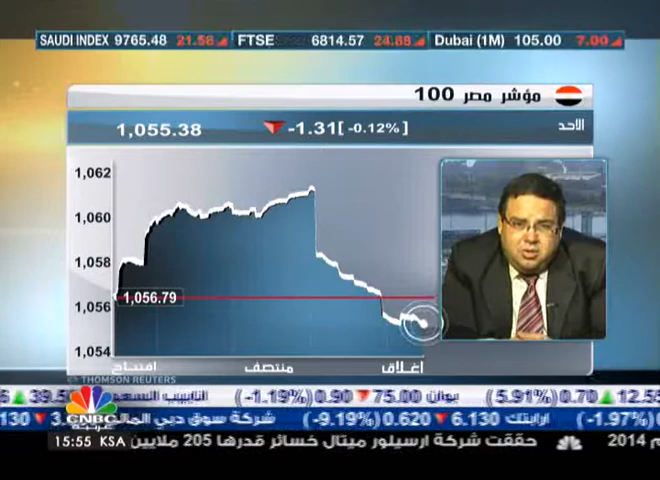 SAUDI INDEX 9765.48 21.58 FTSE 6814.57 24.88 Dubai (1M) 105.00 7.00
مؤشر مصر 100
1,055.38 -1.31[ -0.12%] الأحد
1,062
1,060
1,058
1,056.79
1,056
1,054
افتتاح منتصف إغلاق
THOMSON REUTERS
(-1.19%) 0.90 75.00 بوان (5.91%) 0.70 12.55
CNBC
عربية
شركة سوق دبي المالي (-9.19%) 0.620 6.130 ارابتك (-1.97%)
15:55 KSA حققت شركة ارسيلور ميتال خسائر قدرها 205 ملايين
2014